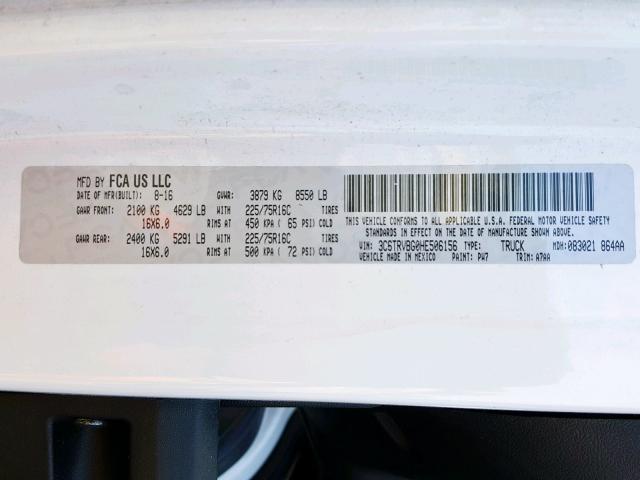 MFD BY FCA US LLC
DATE OF MFR(BUILT): 8-16 GVWR: 3879 KG 8550 LB
GAWR FRONT: 2100 KG 4629 LB WITH 225/75R16C TIRES
16X6.0 RIMS AT 450 KPA ( 65 PSI) COLD
GAWR REAR: 2400 KG 5291 LB WITH 225/75R16C TIRES
16X6.0 RIMS AT 500 KPA ( 72 PSI) COLD
THIS VEHICLE CONFORMS TO ALL APPLICABLE U.S.A. FEDERAL MOTOR VEHICLE SAFETY
STANDARDS IN EFFECT ON THE DATE OF MANUFACTURE SHOWN ABOVE.
VIN: 3C6TRVBG0HE506156 TYPE: TRUCK MDH:083021 864AA
VEHICLE MADE IN MEXICO PAINT: PW7 TRIM: A7AA